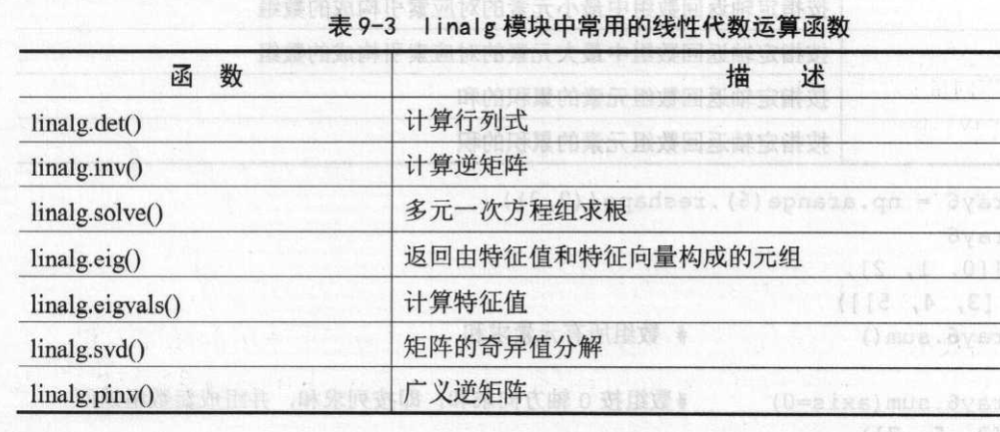 表 9-3 linalg 模块中常用的线性代数运算函数
函 数 描 述
linalg.det() 计算行列式
linalg.inv() 计算逆矩阵
linalg.solve() 多元一次方程组求根
linalg.eig() 返回由特征值和特征向量构成的元组
linalg.eigvals() 计算特征值
linalg.svd() 矩阵的奇异值分解
linalg.pinv() 广义逆矩阵